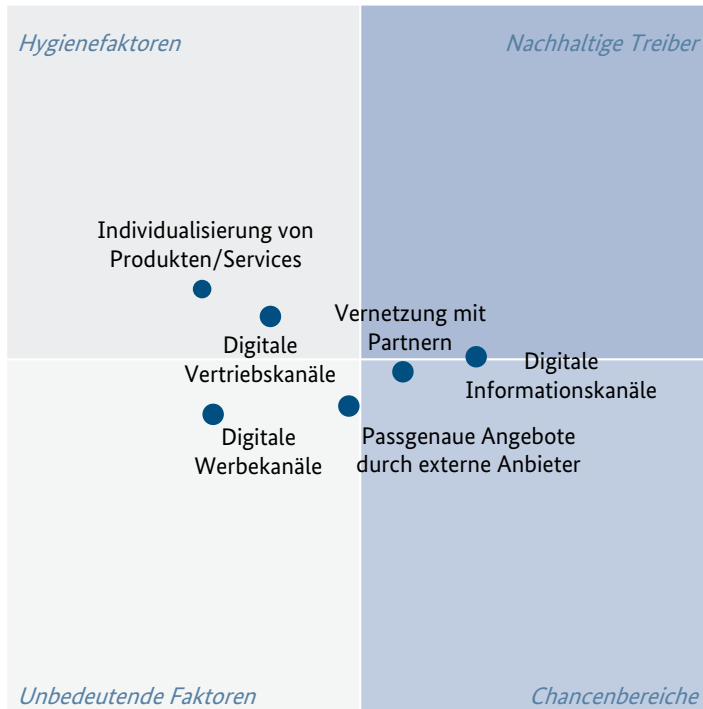 Hygienefaktoren
Nachhaltige Treiber
Individualisierung von
Produkten/Services
Vernetzung mit
Partnern
Digitale
Vertriebskanäle
Digitale
Informationskanäle
Digitale
Werbekanäle
Passgenaue Angebote
durch externe Anbieter
Unbedeutende Faktoren
Chancenbereiche